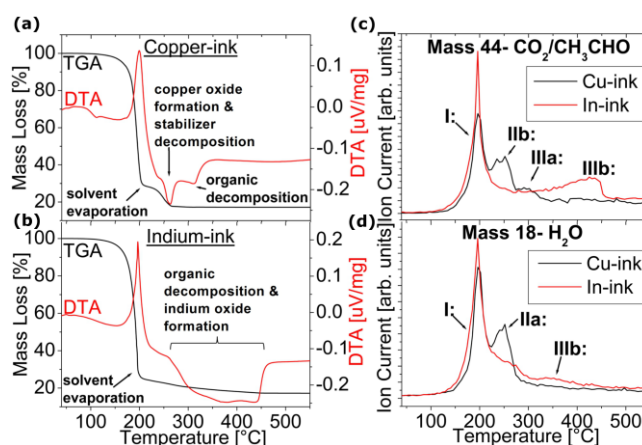 (a)
Copper-ink
TGA
DTA
copper oxide
formation &
stabilizer
decomposition
solvent
evaporation
organic
decomposition
Mass Loss [%]
100
80
60
40
20
DTA [uV/mg]
0.1
0.0
-0.1
-0.2
(b)
Indium-ink
TGA
DTA
organic
decomposition &
indium oxide
formation
solvent
evaporation
Mass Loss [%]
100
80
60
40
20
DTA [uV/mg]
0.2
0.1
0.0
-0.1
-0.2
100 200 300 400 500
Temperature [°C]
(c)
Mass 44- CO2/CH3CHO
Cu-ink
In-ink
I:
IIb:
IIIa:
IIIb:
Ion Current [arb. units]
(d)
Mass 18- H2O
Cu-ink
In-ink
I:
IIa:
IIIb:
Ion Current [arb. units]
0 100 200 300 400 500
Temperature [°C]